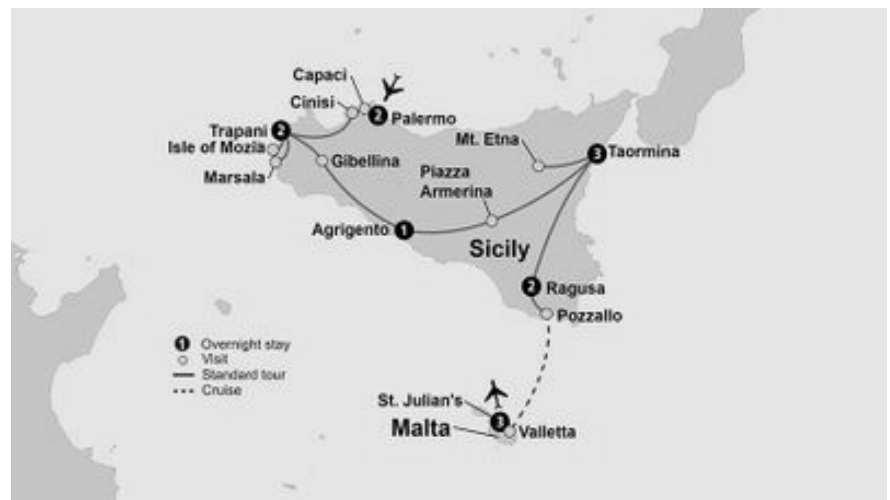 Capaci
Cinisi
2 Palermo
Trapani 2
Isle of Mozia
Marsala
Gibellina
Mt. Etna
3 Taormina
Piazza
Armerina
Agrigento 1
Sicily
2 Ragusa
Pozzallo
1 Overnight stay
Visit
Standard tour
Cruise
St. Julian's
3
Malta
Valletta